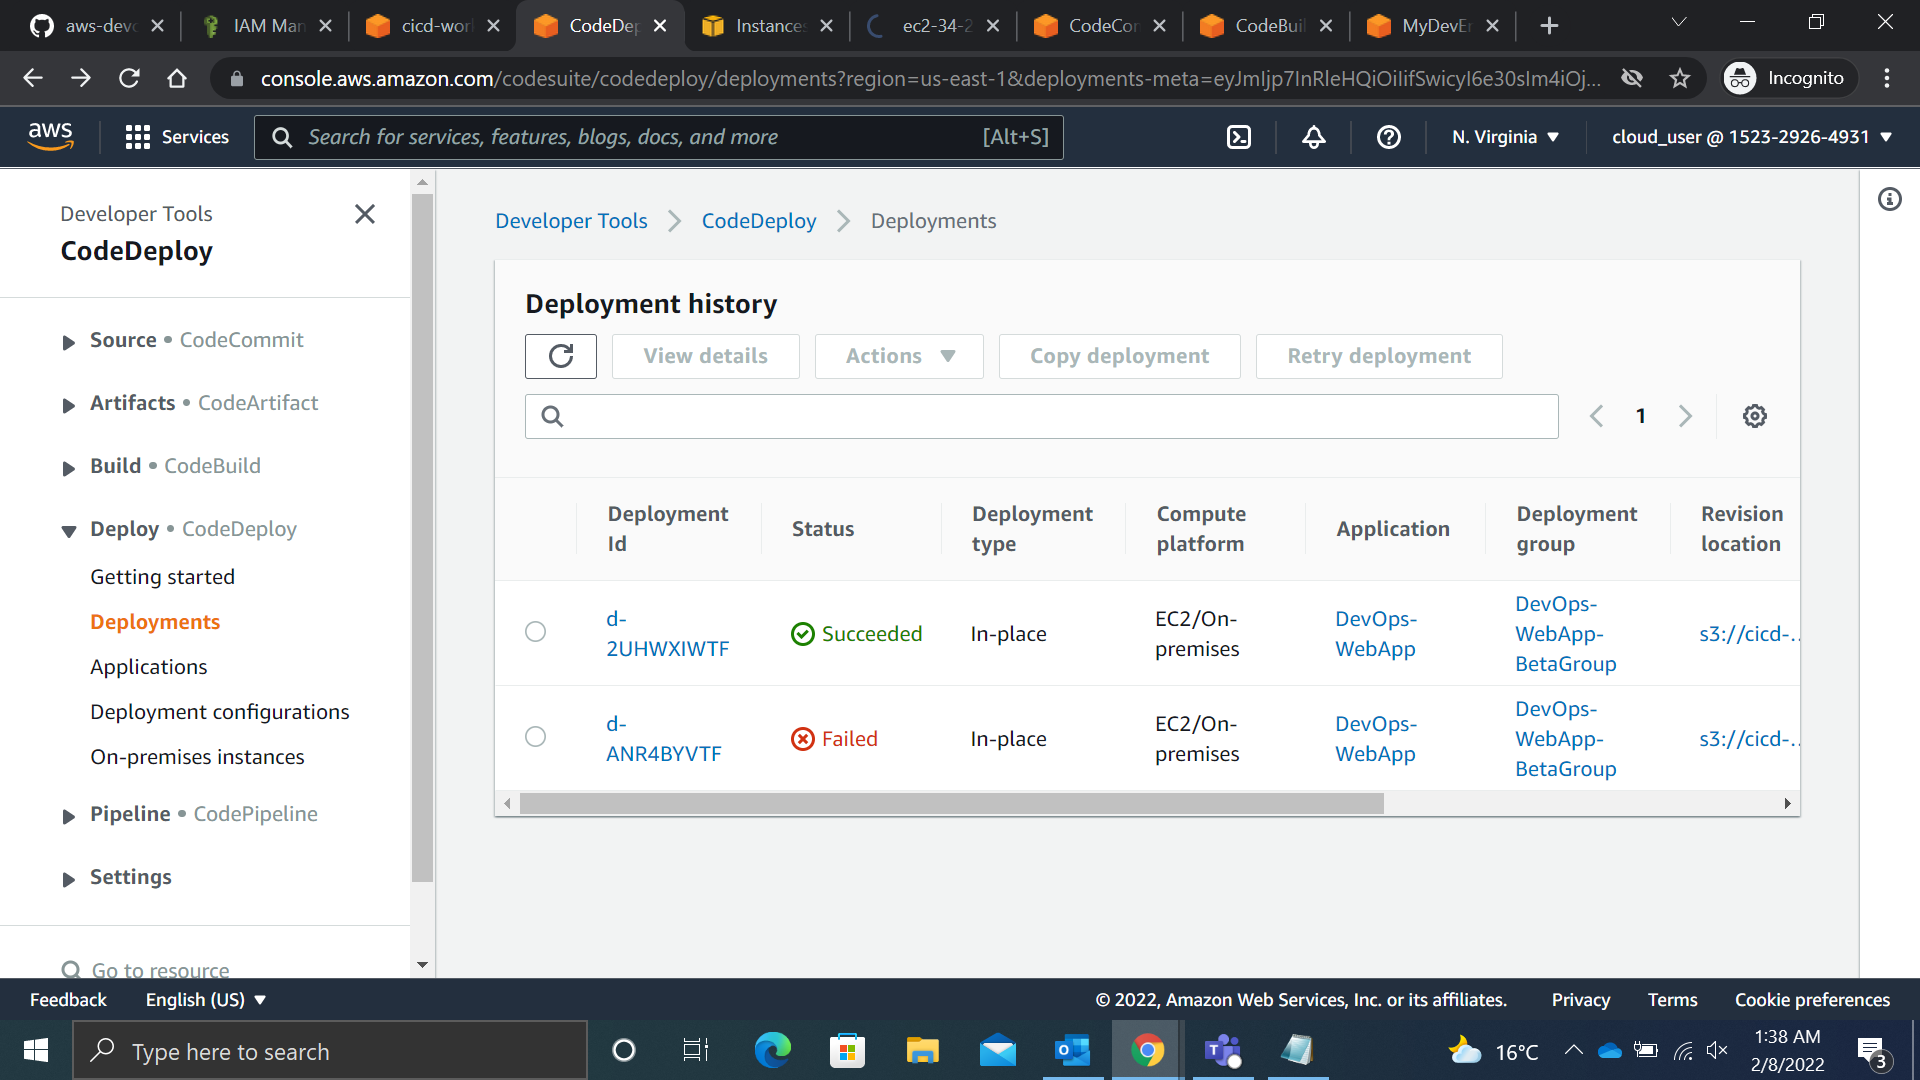 aws-devo
IAM Man
cicd-worl
CodeDep
Instances
ec2-34-2
CodeCom
CodeBuil
MyDevEn
console.aws.amazon.com/codesuite/codedeploy/deployments?region=us-east-1&deployments-meta=eyJmIjp7InRleHQiOiIifSwicyI6e30sIm4iOj...
Incognito
aws
Services
Search for services, features, blogs, docs, and more
[Alt+S]
N. Virginia
cloud_user @ 1523-2926-4931
Developer Tools
CodeDeploy
Source • CodeCommit
Artifacts • CodeArtifact
Build • CodeBuild
Deploy • CodeDeploy
Getting started
Deployments
Applications
Deployment configurations
On-premises instances
Pipeline • CodePipeline
Settings
Go to resource
Developer Tools
CodeDeploy
Deployments
Deployment history
View details
Actions
Copy deployment
Retry deployment
1
Deployment
Id
Status
Deployment
type
Compute
platform
Application
Deployment
group
Revision
location
d-
2UHWXIWTF
Succeeded
In-place
EC2/On-
premises
DevOps-
WebApp
DevOps-
WebApp-
BetaGroup
s3://cicd-..
d-
ANR4BYVTF
Failed
In-place
EC2/On-
premises
DevOps-
WebApp
DevOps-
WebApp-
BetaGroup
s3://cicd-..
Feedback
English (US)
© 2022, Amazon Web Services, Inc. or its affiliates.
Privacy
Terms
Cookie preferences
Type here to search
16°C
1:38 AM
2/8/2022
3